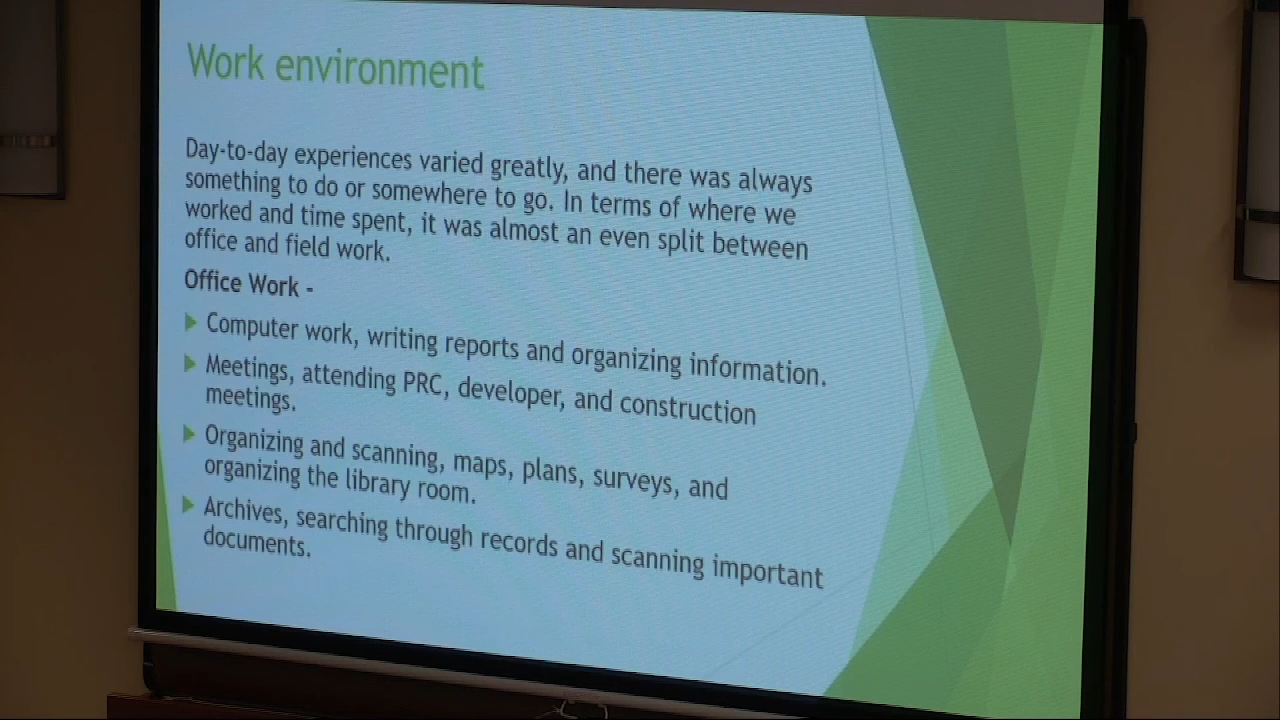 Work environment
Day-to-day experiences varied greatly, and there was always
something to do or somewhere to go. In terms of where we
worked and time spent, it was almost an even split between
office and field work.
Office Work -
Computer work, writing reports and organizing information.
Meetings, attending PRC, developer, and construction
meetings.
Organizing and scanning, maps, plans, surveys, and
organizing the library room.
Archives, searching through records and scanning important
documents.